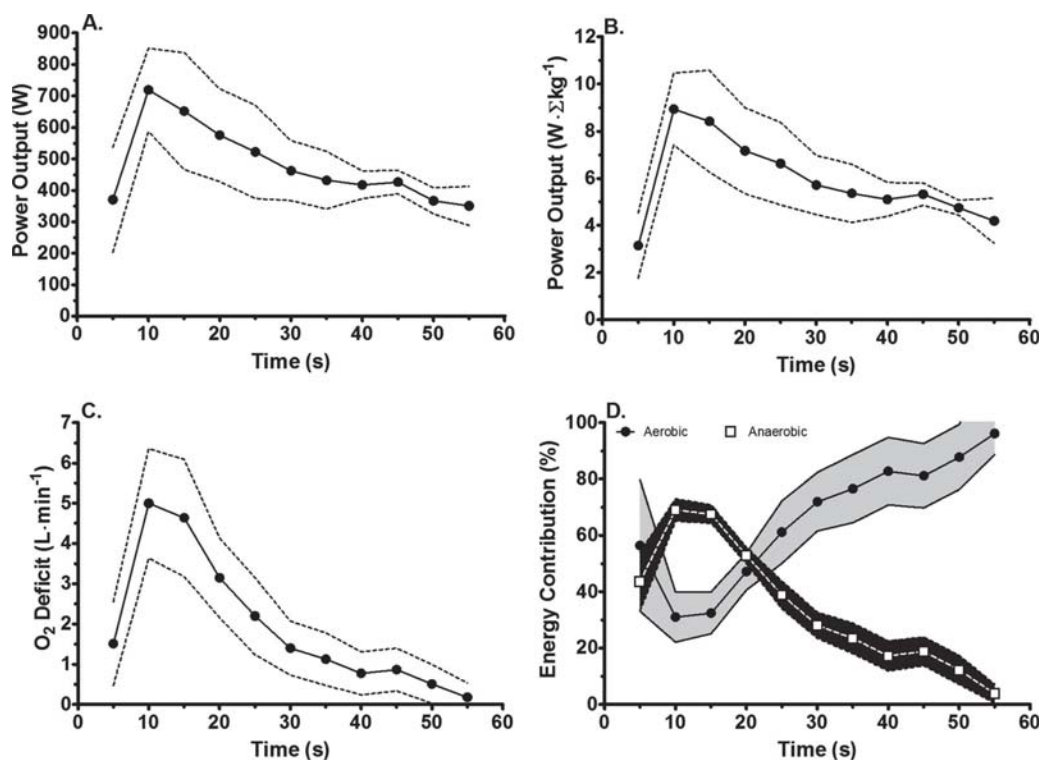 A.
Power Output (W)
900
800
700
600
500
400
300
200
100
0
0 10 20 30 40 50 60
Time (s)
B.
Power Output (W · Σkg⁻¹)
12
10
8
6
4
2
0
0 10 20 30 40 50 60
Time (s)
C.
O₂ Deficit (L·min⁻¹)
7
6
5
4
3
2
1
0
0 10 20 30 40 50 60
Time (s)
D.
Aerobic Anaerobic
Energy Contribution (%)
100
80
60
40
20
0
0 10 20 30 40 50 60
Time (s)